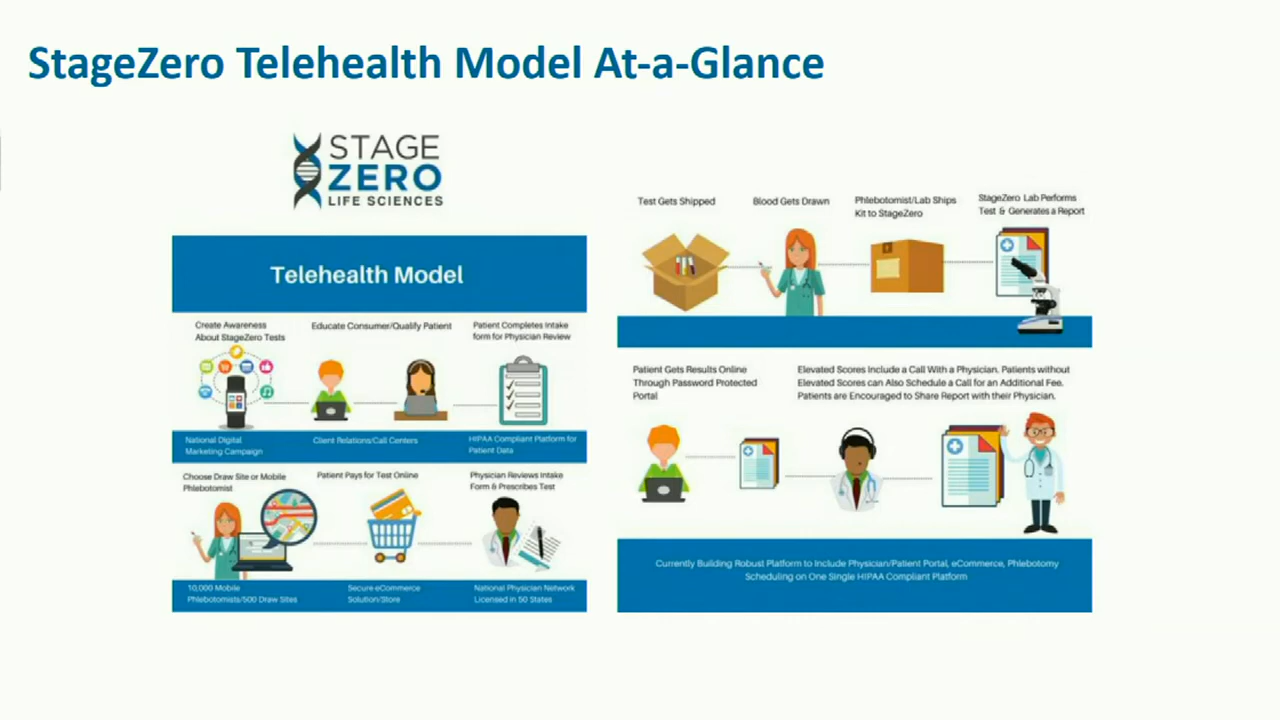 StageZero Telehealth Model At-a-Glance
STAGE
ZERO
LIFE SCIENCES
Telehealth Model
Create Awareness
About StageZero Tests
Educate Consumer/Qualify Patient
Patient Completes Intake
form for Physician Review
National Digital
Marketing Campaign
Client Relations/Call Centers
HIPAA Compliant Platform for
Patient Data
Choose Draw Site or Mobile
Phlebotomist
Patient Pays for Test Online
Physician Reviews Intake
Form & Prescribes Test
10,000 Mobile
Phlebotomists/500 Draw Sites
Secure eCommerce
Solution/Store
National Physician Network
Licensed in 50 States
Test Gets Shipped
Blood Gets Drawn
Phlebotomist/Lab Ships
Kit to StageZero
StageZero Lab Performs
Test & Generates a Report
Patient Gets Results Online
Through Password Protected
Portal
Elevated Scores Include a Call With a Physician. Patients without
Elevated Scores can Also Schedule a Call for an Additional Fee.
Patients are Encouraged to Share Report with their Physician.
Currently Building Robust Platform to Include Physician/Patient Portal, eCommerce, Phlebotomy
Scheduling on One Single HIPAA Compliant Platform